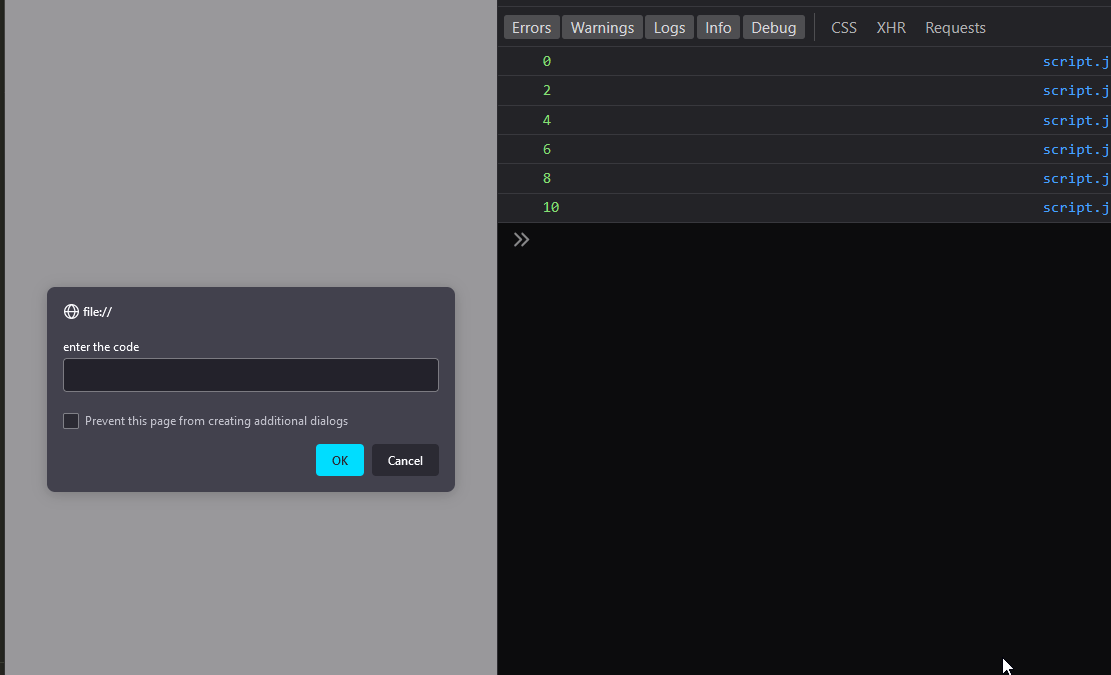 Errors Warnings Logs Info Debug CSS XHR Requests
0 script.j
2 script.j
4 script.j
6 script.j
8 script.j
10 script.j
file://
enter the code
Prevent this page from creating additional dialogs
OK Cancel